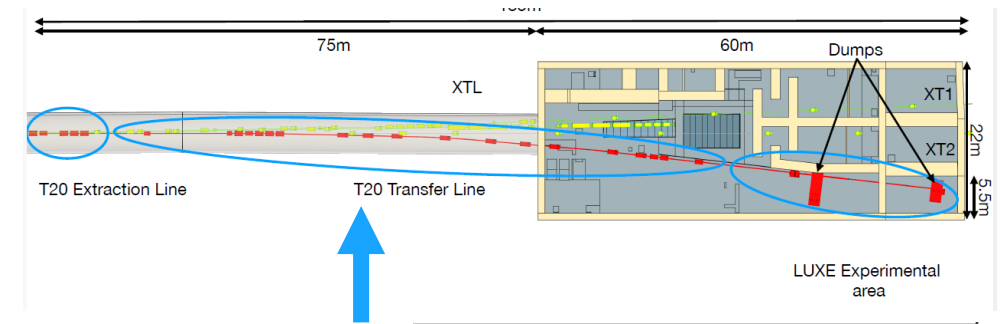 75m
60m
Dumps
XTL
XT1
XT2
22m
5.5m
T20 Extraction Line
T20 Transfer Line
LUXE Experimental
area